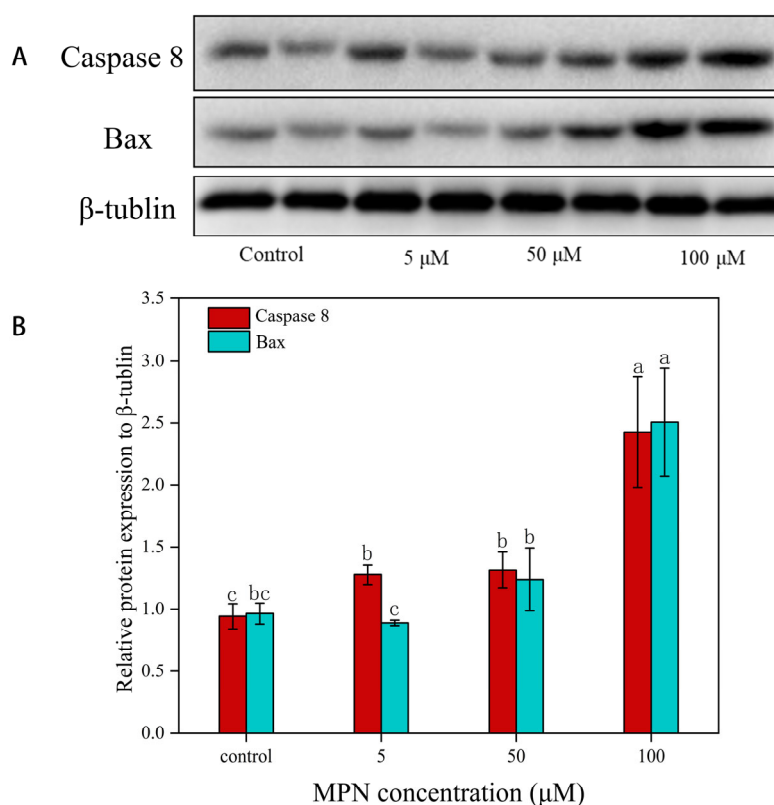 A
Caspase 8
Bax
β-tublin
Control 5 μM 50 μM 100 μM
B
Relative protein expression to β-tublin
3.5
3.0
2.5
2.0
1.5
1.0
0.5
0.0
Caspase 8
Bax
c bc
b c
b b
a a
control 5 50 100
MPN concentration (μM)